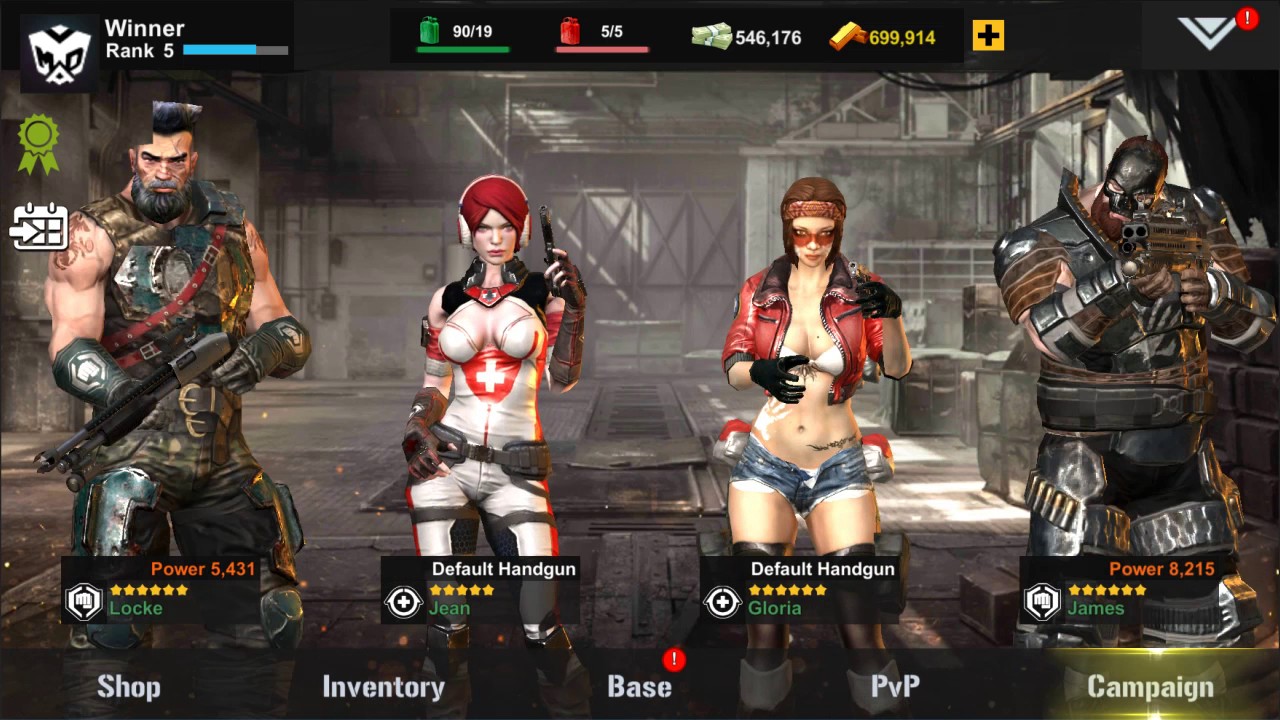 Winner
Rank 5
90/19
5/5
546,176
699,914
!
Power 5,431
Locke
Default Handgun
Jean
Default Handgun
Gloria
Power 8,215
James
!
Shop
Inventory
Base
PvP
Campaign